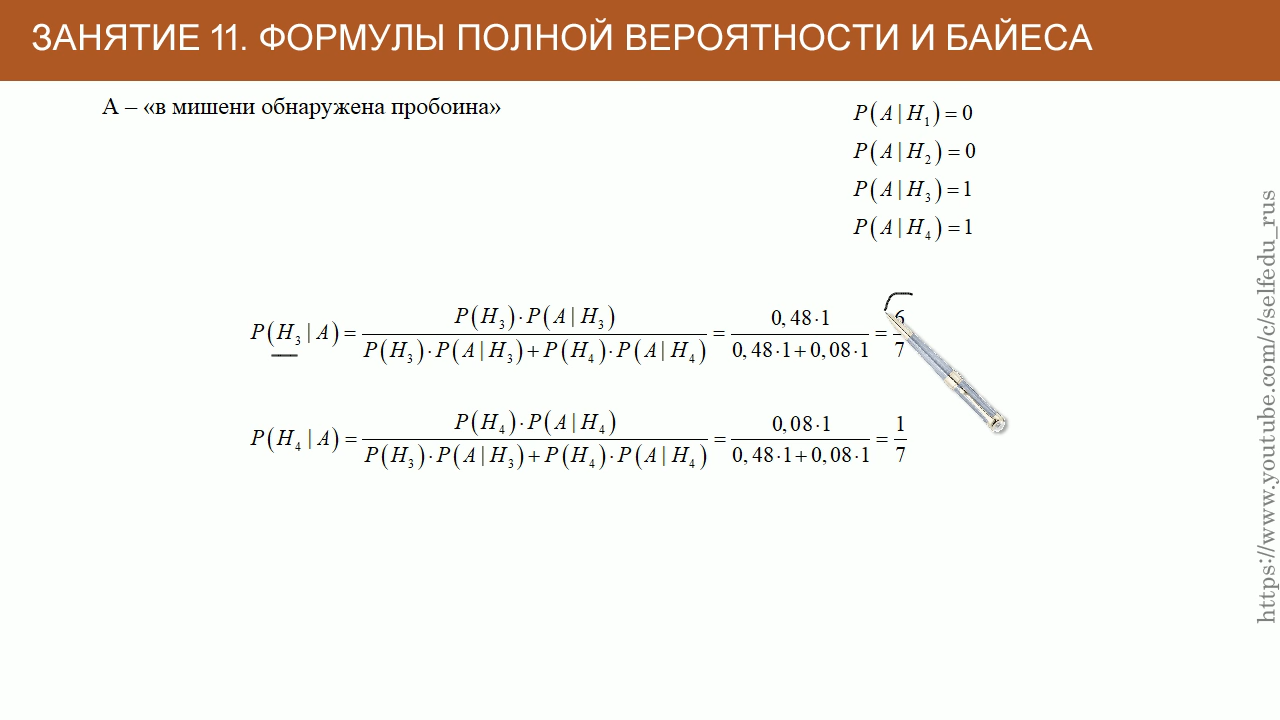 ЗАНЯТИЕ 11. ФОРМУЛЫ ПОЛНОЙ ВЕРОЯТНОСТИ И БАЙЕСА
А – «в мишени обнаружена пробоина»
P(A | H₁) = 0
P(A | H₂) = 0
P(A | H₃) = 1
P(A | H₄) = 1
P(H₃ | A) = P(H₃)·P(A | H₃) / P(H₃)·P(A | H₃) + P(H₄)·P(A | H₄) = 0,48·1 / 0,48·1 + 0,08·1 = 6 / 7
P(H₄ | A) = P(H₄)·P(A | H₄) / P(H₃)·P(A | H₃) + P(H₄)·P(A | H₄) = 0,08·1 / 0,48·1 + 0,08·1 = 1 / 7
https://www.youtube.com/c/selfedu_rus